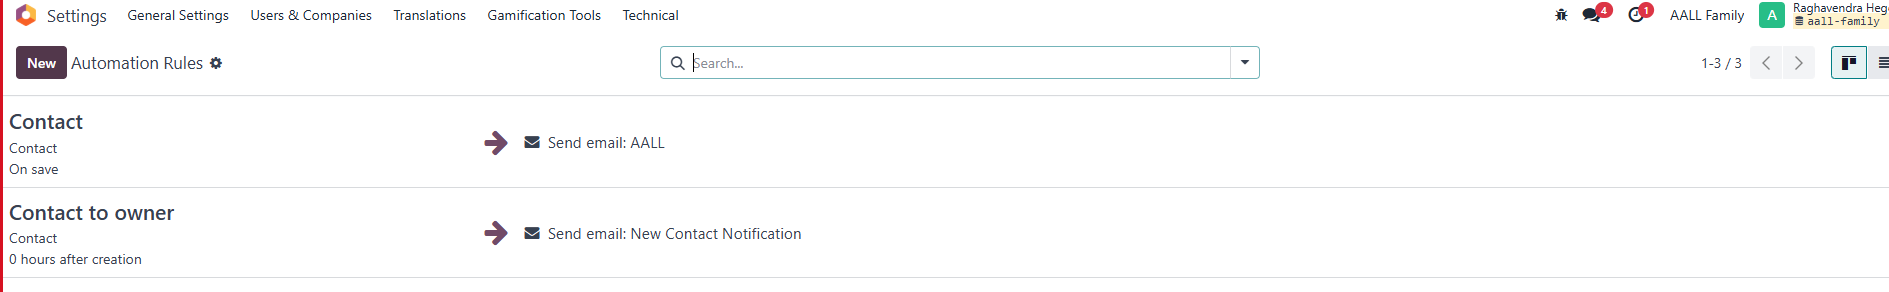 Settings General Settings Users & Companies Translations Gamification Tools Technical 4 1 AALL Family A Raghavendra Heg
aall-family
New Automation Rules Search... 1-3 / 3
Contact
Contact
On save
Send email: AALL
Contact to owner
Contact
0 hours after creation
Send email: New Contact Notification